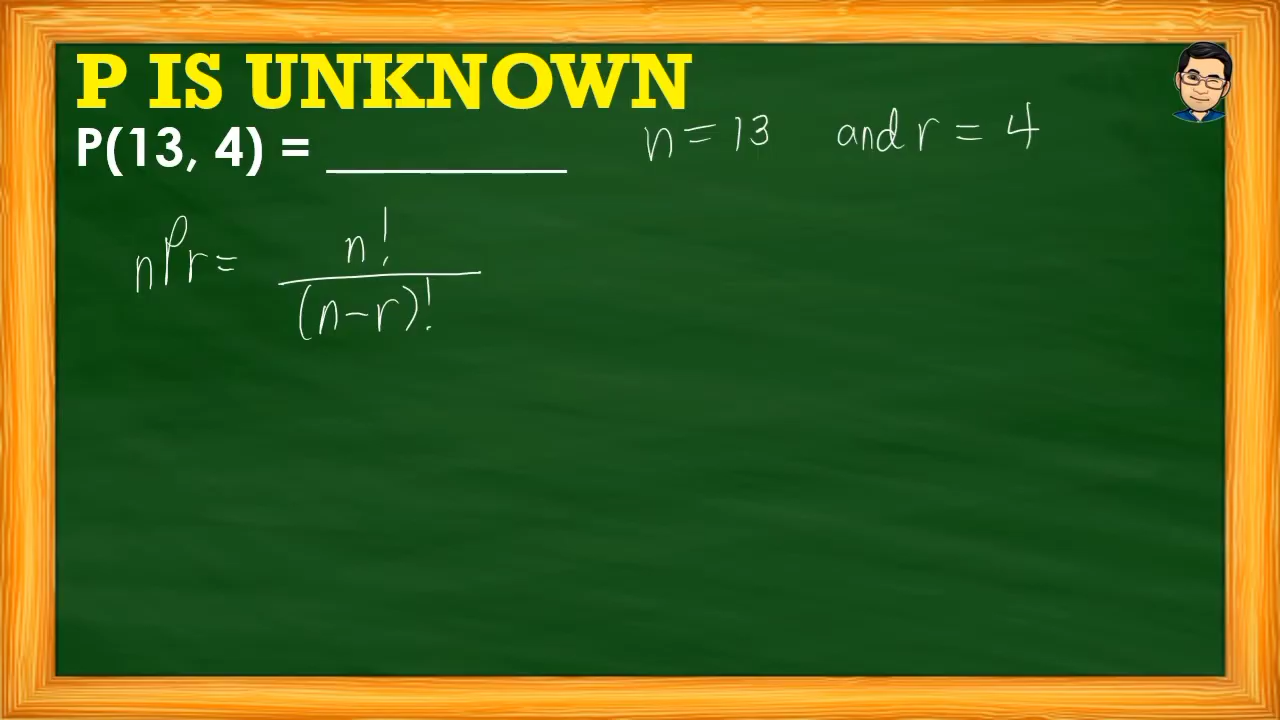 P IS UNKNOWN
P(13, 4) = __________
n = 13 and r = 4
nPr = n!
(n-r)!